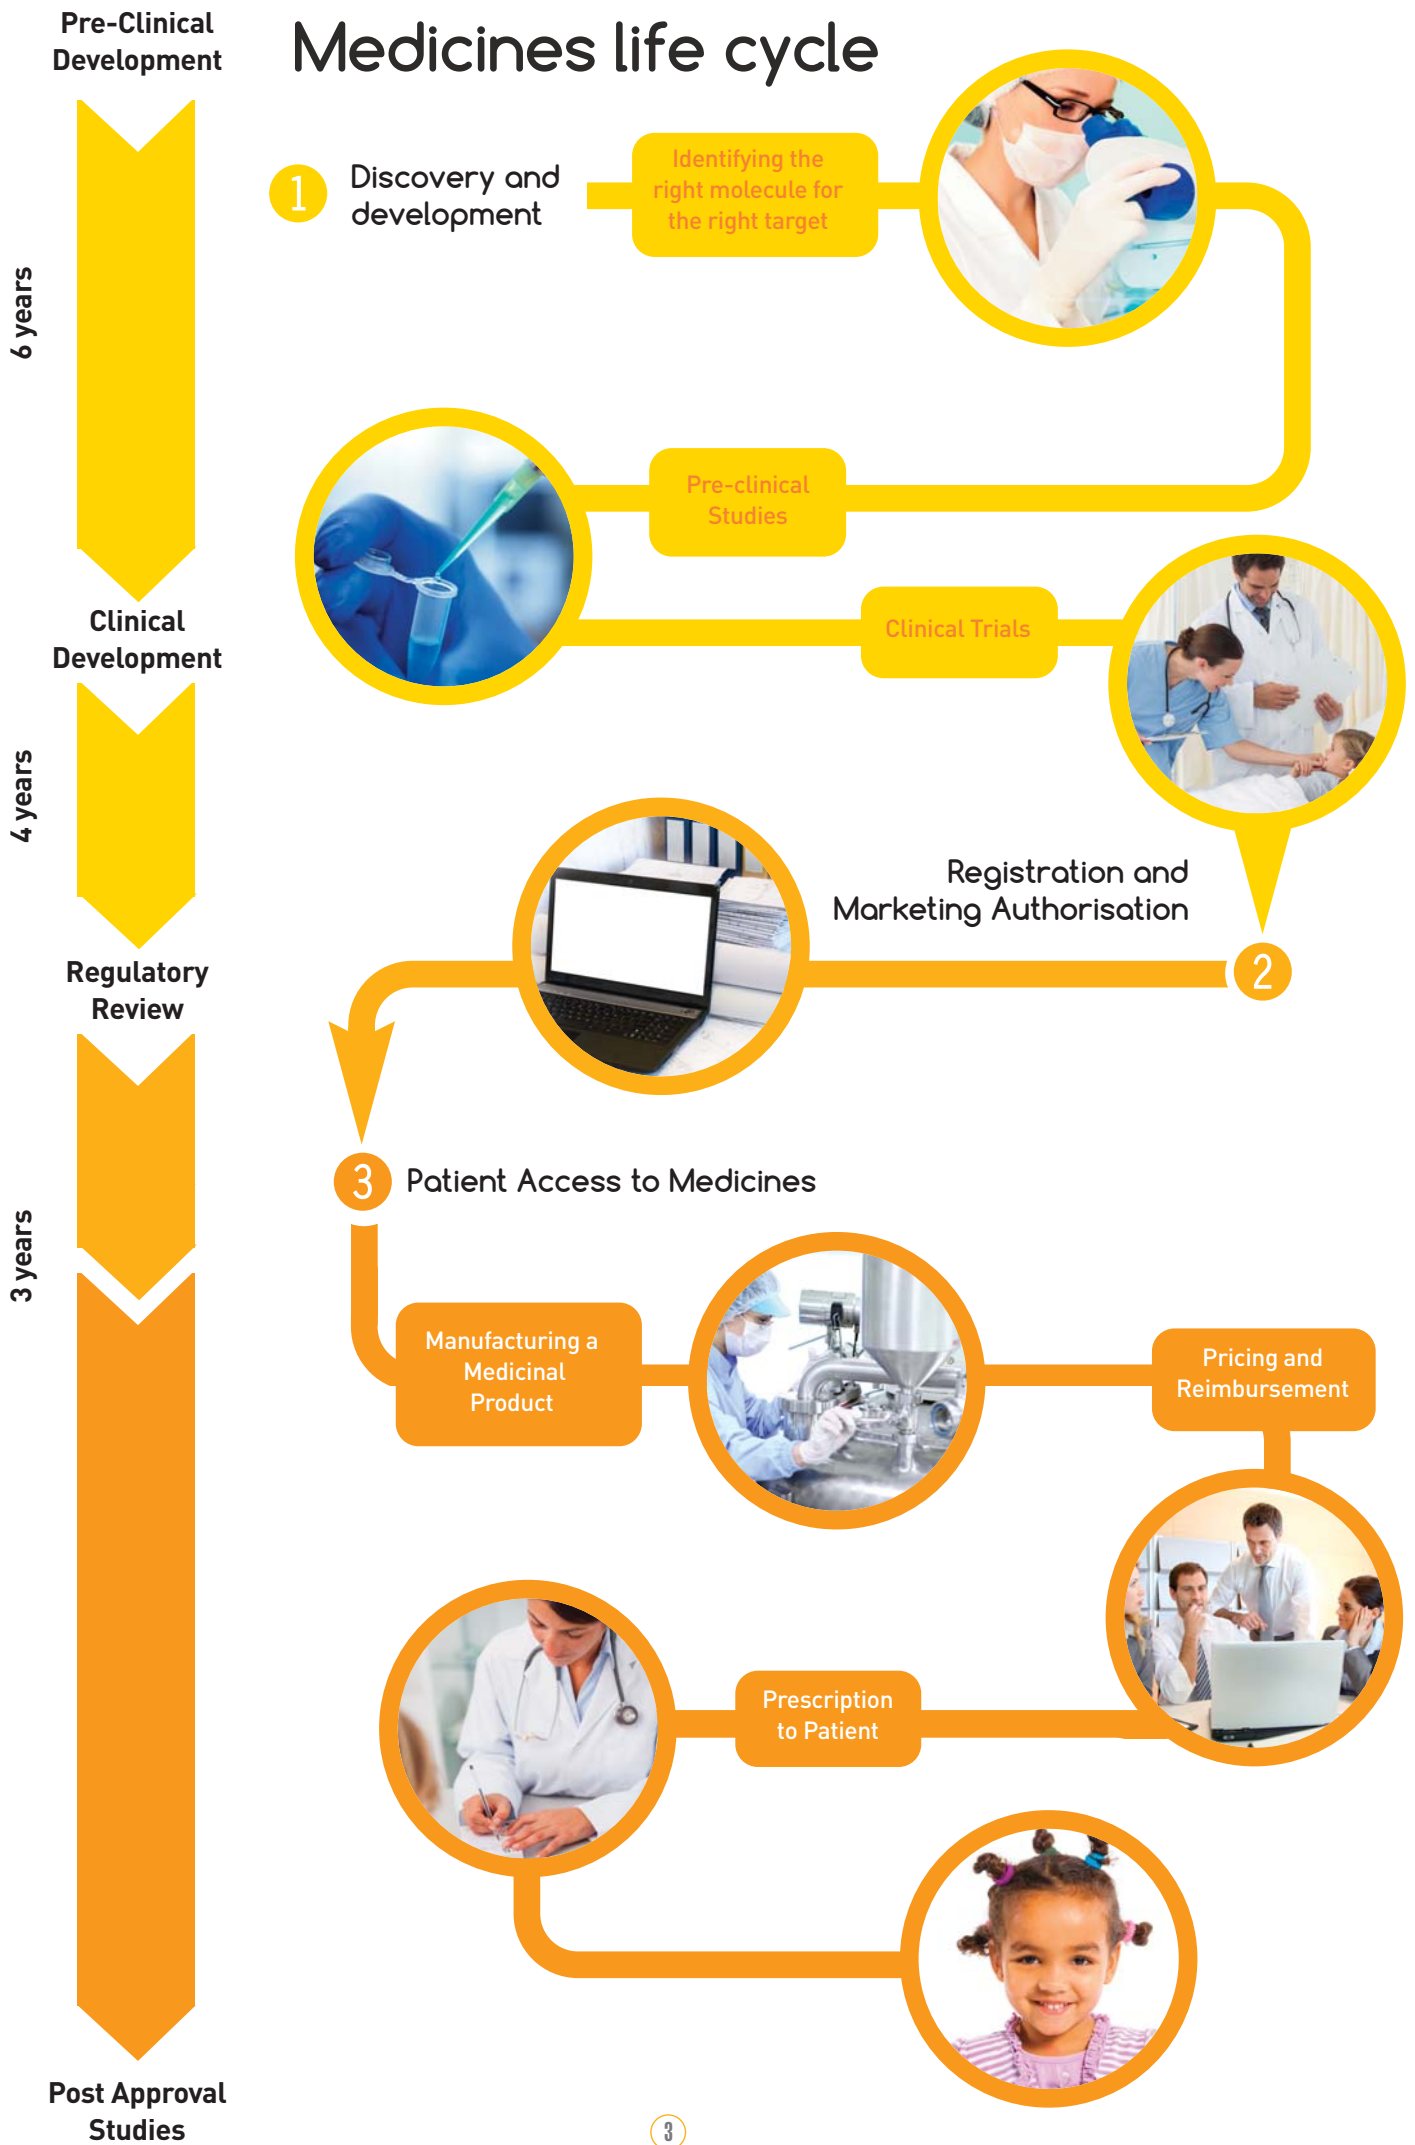 Pre-Clinical
Development
Medicines life cycle
1
Discovery and
development
Identifying the
right molecule for
the right target
6 years
Pre-clinical
Studies
Clinical
Development
Clinical Trials
4 years
Registration and
Marketing Authorisation
2
Regulatory
Review
3
Patient Access to Medicines
3 years
Manufacturing a
Medicinal
Product
Pricing and
Reimbursement
Prescription
to Patient
Post Approval
Studies
3